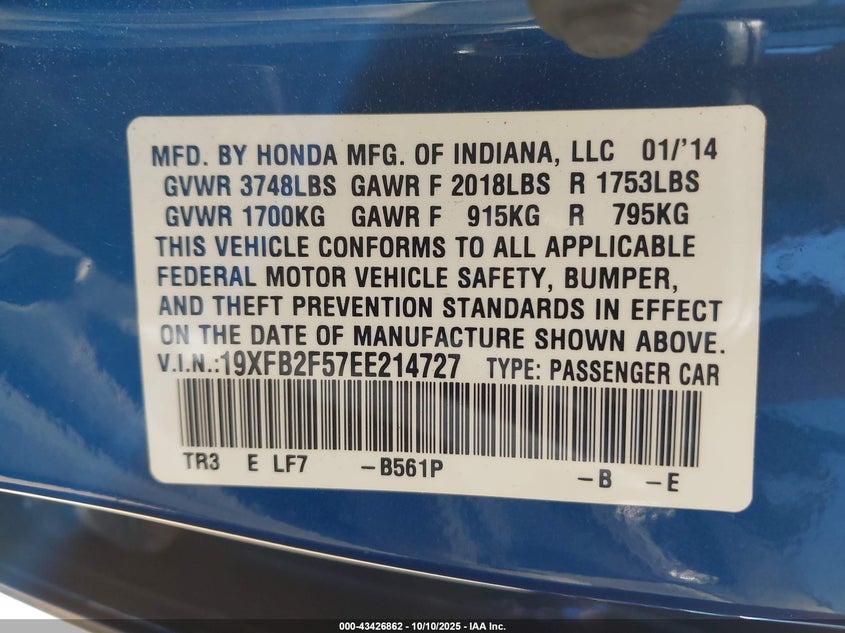 MFD. BY HONDA MFG. OF INDIANA, LLC 01/'14
GVWR 3748LBS GAWR F 2018LBS R 1753LBS
GVWR 1700KG GAWR F 915KG R 795KG
THIS VEHICLE CONFORMS TO ALL APPLICABLE
FEDERAL MOTOR VEHICLE SAFETY, BUMPER,
AND THEFT PREVENTION STANDARDS IN EFFECT
ON THE DATE OF MANUFACTURE SHOWN ABOVE.
V.I.N.:19XFB2F57EE214727 TYPE: PASSENGER CAR
TR3 E LF7 -B561P -B -E
000-43426862 - 10/10/2025 - IAA Inc.